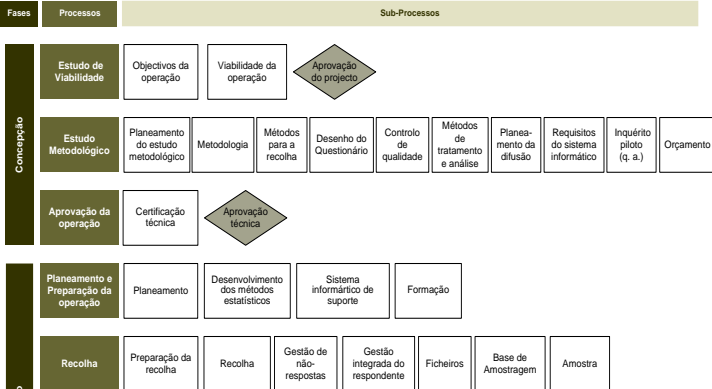 Fases
Processos
Sub-Processos
Concepção
Estudo de
Viabilidade
Objectivos da
operação
Viabilidade da
operação
Aprovação
do projecto
Estudo
Metodológico
Planeamento
do estudo
metodológico
Metodologia
Métodos
para a
recolha
Desenho do
Questionário
Controlo
de
qualidade
Métodos
de
tratamento
e análise
Planea-
mento da
difusão
Requisitos
do sistema
informático
Inquérito
piloto
(q. a.)
Orçamento
Aprovação da
operação
Certificação
técnica
Aprovação
técnica
Planeamento e
Preparação da
operação
Planeamento
Desenvolvimento
dos métodos
estatísticos
Sistema
informártico de
suporte
Formação
Recolha
Preparação da
recolha
Recolha
Gestão de
não-
respostas
Gestão
integrada do
respondente
Ficheiros
Base de
Amostragem
Amostra